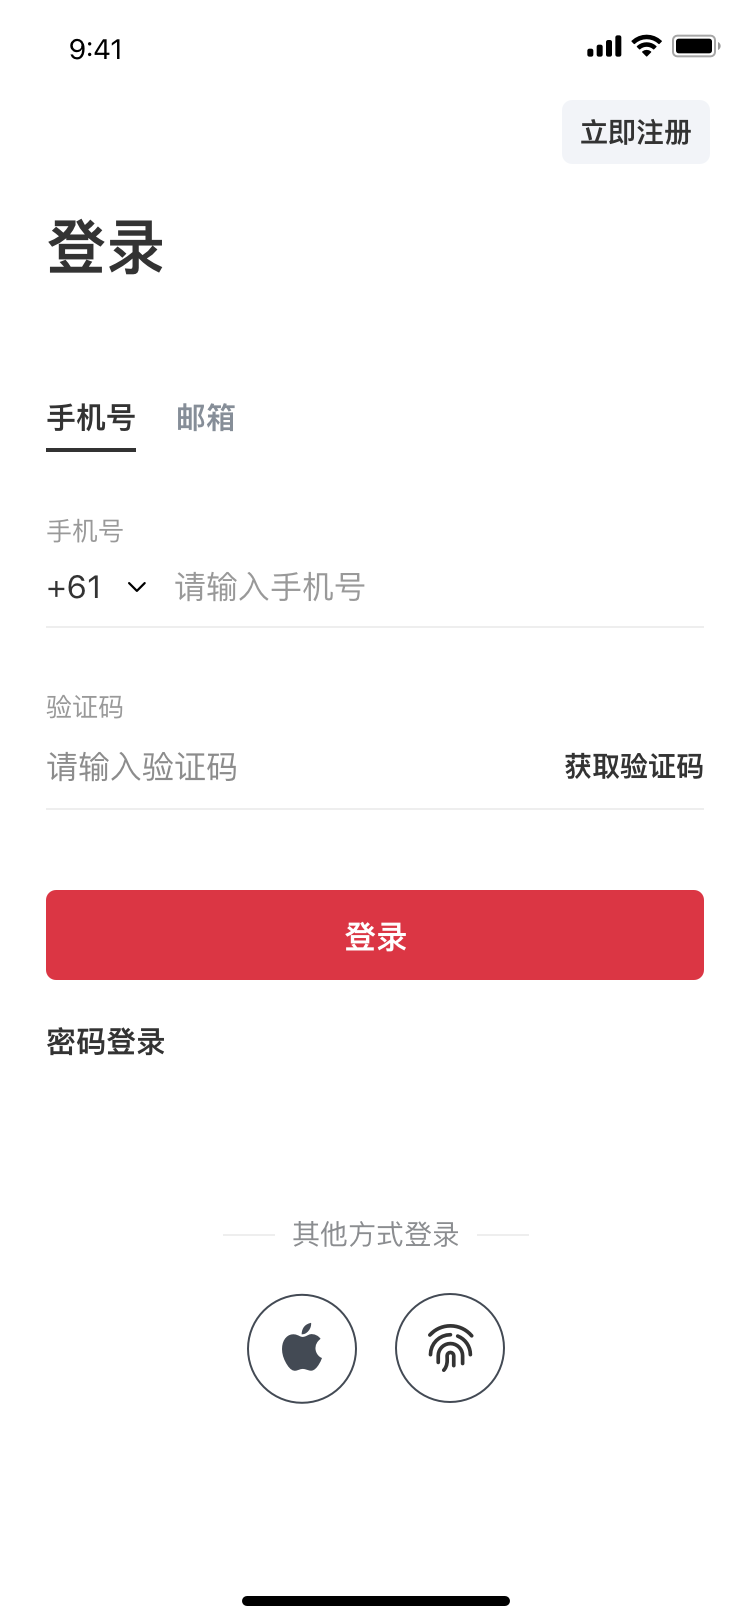 9:41
立即注册
登录
手机号 邮箱
手机号
+61 请输入手机号
验证码
请输入验证码 获取验证码
登录
密码登录
其他方式登录